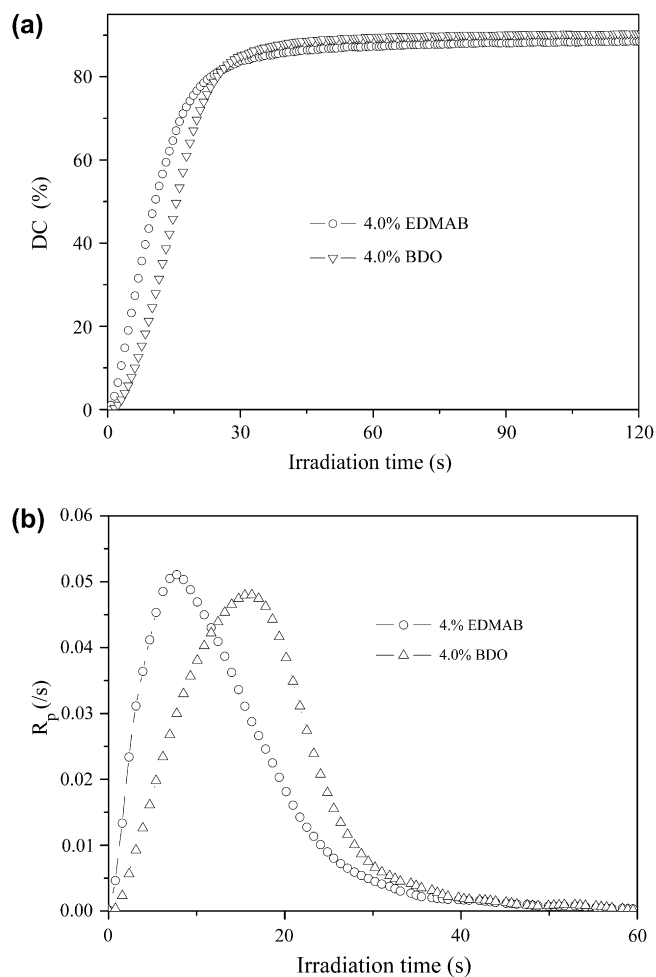 (a)
80
60
40
20
0
DC (%)
4.0% EDMAB
4.0% BDO
0 30 60 90 120
Irradiation time (s)
(b)
0.06
0.05
0.04
0.03
0.02
0.01
0.00
Rp(/s)
4.% EDMAB
4.0% BDO
0 20 40 60
Irradiation time (s)